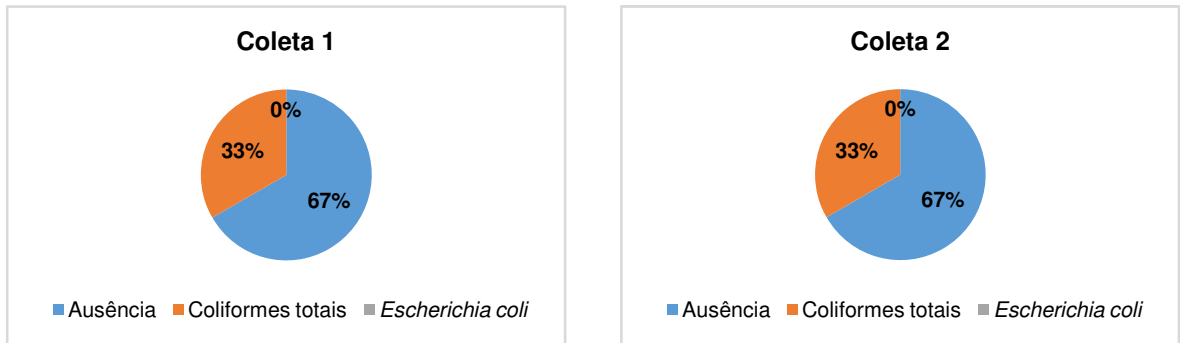 Coleta 1
0%
33%
67%
Ausência Coliformes totais Escherichia coli
Coleta 2
0%
33%
67%
Ausência Coliformes totais Escherichia coli